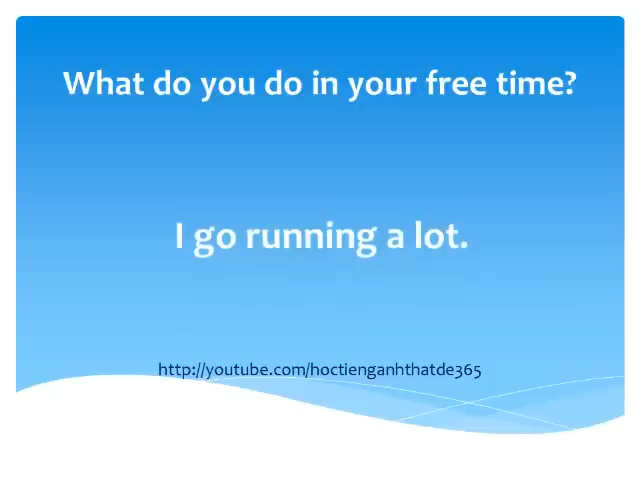 What do you do in your free time?
I go running a lot.
http://youtube.com/hoctienganhthatde365